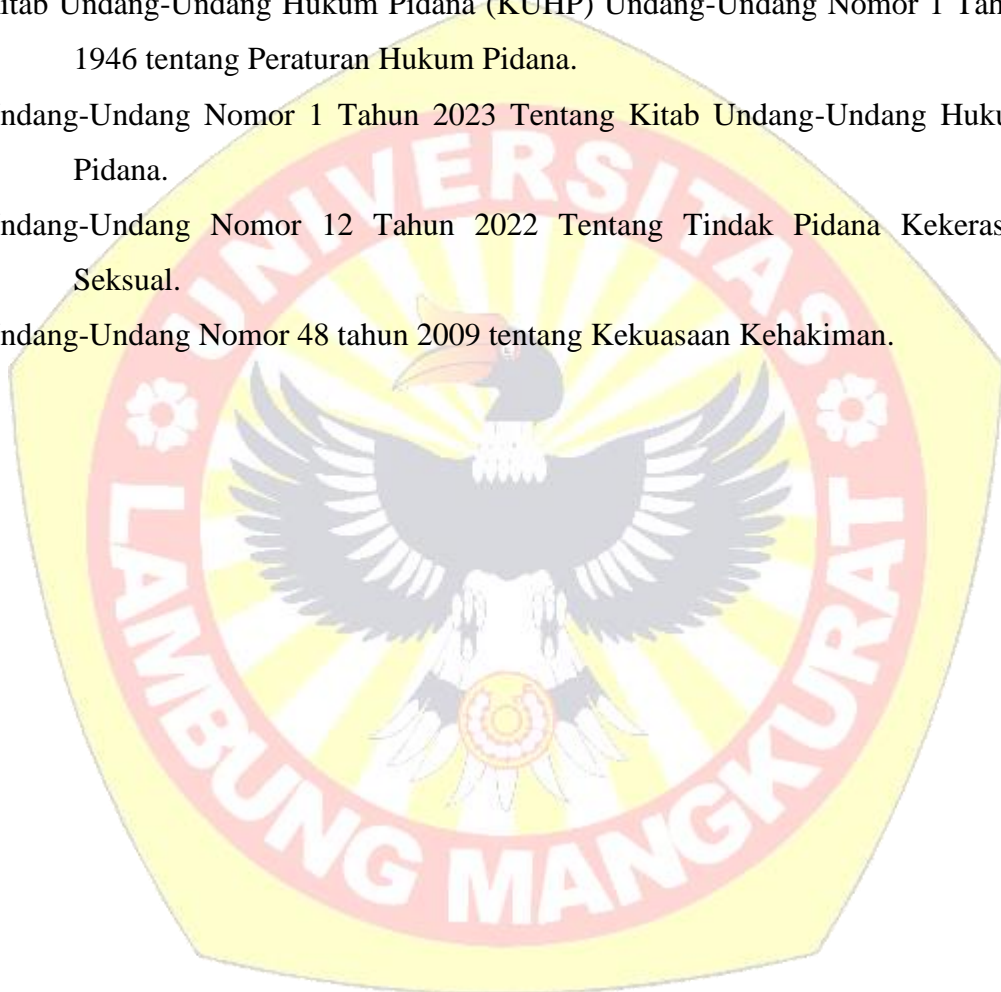 itab Undang-Undang Hukum Pidana (KUHP) Undang-Undang Nomor 1 Tah
1946 tentang Peraturan Hukum Pidana.
ndang-Undang Nomor 1 Tahun 2023 Tentang Kitab Undang-Undang Huku
Pidana.
ndang-Undang Nomor 12 Tahun 2022 Tentang Tindak Pidana Kekeras
Seksual.
ndang-Undang Nomor 48 tahun 2009 tentang Kekuasaan Kehakiman.
UNIVERSITAS
LAMBUNG MANGKURAT